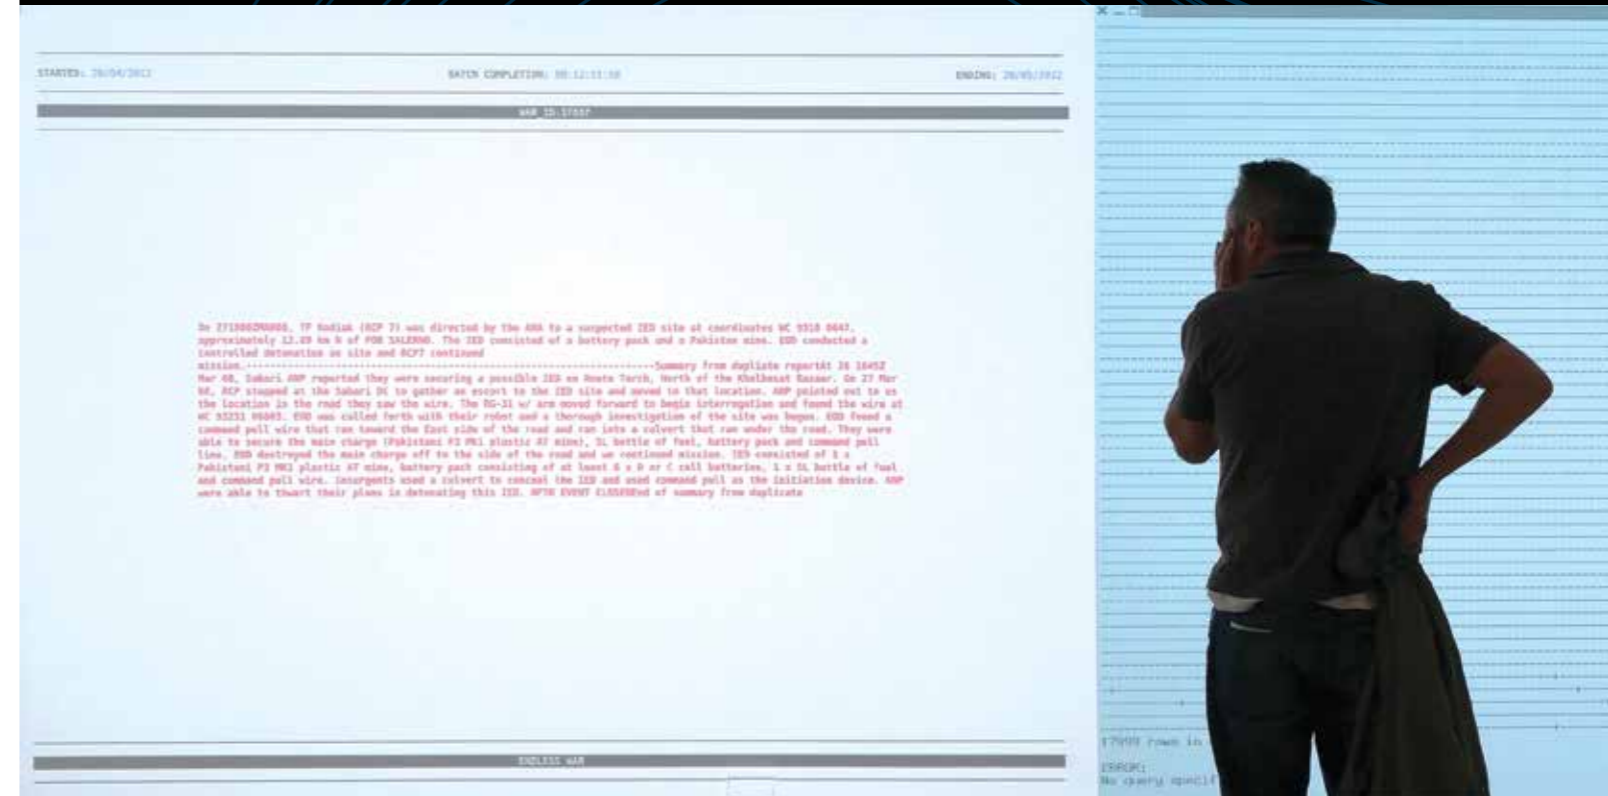 STARTED: 20/04/2012
BATCH COMPLETION:
ENDING: 20/05/2012
WAR_ID:17337
TF Kodiak (RCP 7) was directed by the ANA to a suspected IED site at coordinates WC 9318 0647,
approximately 12.49 km N of FOB SALERNO. The IED consisted of a battery pack and a Pakistan mine. EOD conducted a
controlled detonation on site and RCP7 continued
mission.--------------------Summary from dupliate reportAt 26 1645Z
Mar 08, Sabari ANP reported they were securing a possible IED on Route Torch, North of the Kholbesat Bazaar. On 27 Mar
08, RCP stopped at the Sabari DC to gather an escort to the IED site and moved to that location. ANP pointed out to us
the location in the road they saw the wire. The RG-31 w/ arm moved forward to begin interrogation and found the wire at
WC 93231 EOD was called forth with their robot and a thorough investigation of the site was begun. EOD found a
command pull wire that ran toward the East side of the road and ran into a culvert that ran under the road. They were
able to secure the main charge (Pakistani P3 Mk1 plastic AT mine), 5L bottle of fuel, battery pack and command pull
line. EOD destroyed the main charge off to the side of the road and we continued mission. IED consisted of 1 x
Pakistani P3 MK1 plastic AT mine, battery pack consisting of at least 6 x D or C cell batteries, 1 x 5L bottle of fuel
and command pull wire. Insurgents used a culvert to conceal the IED and used command pull as the initiation device. ANP
were able to thwart their plans in detonating this IED. NFTR EVENT CLOSEDEnd of summary from duplicate
ENDLESS WAR
17999 rows in
ERROR:
No query specif